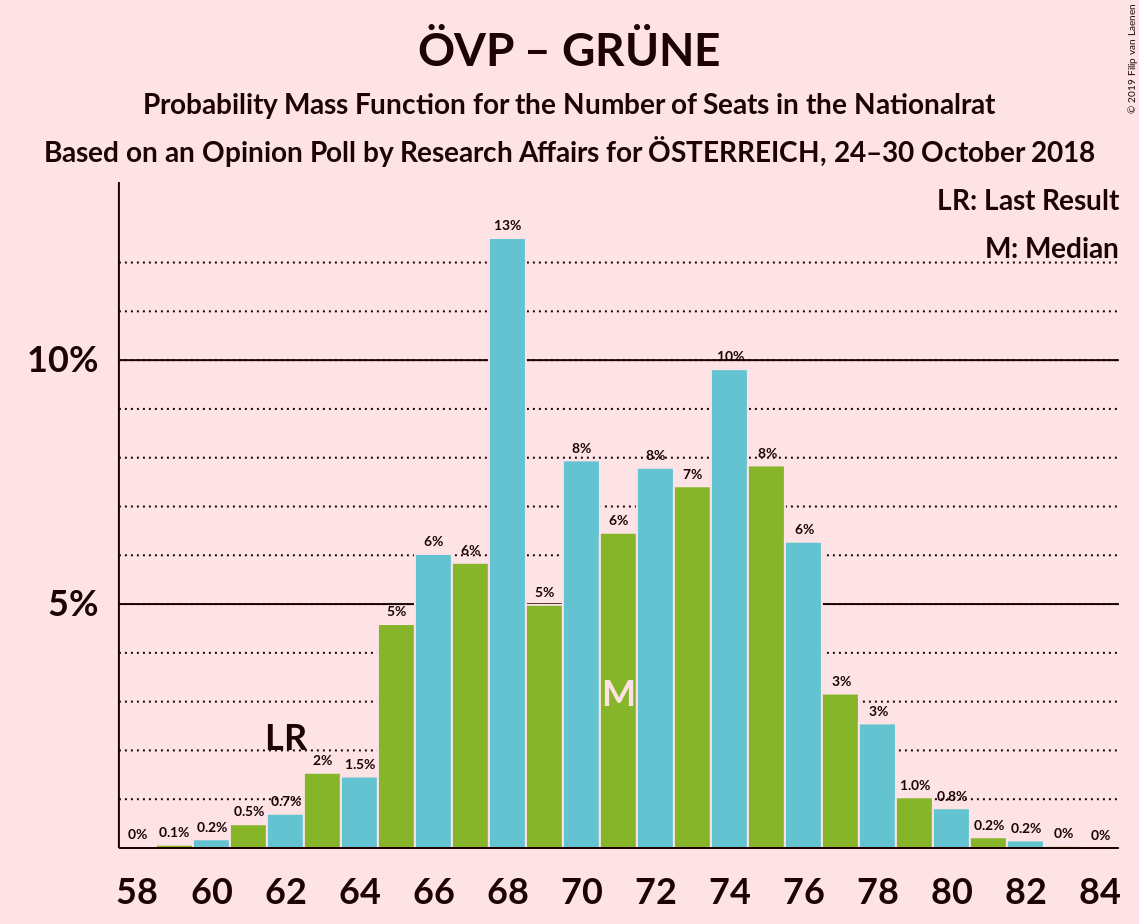 ÖVP – GRÜNE
Probability Mass Function for the Number of Seats in the Nationalrat
Based on an Opinion Poll by Research Affairs for ÖSTERREICH, 24–30 October 2018
© 2019 Filip van Laenen
LR: Last Result
M: Median
10%
5%
0% 0.1% 0.2% 0.5% 0.7% 2% 1.5% 5% 6% 6% 13% 5% 8% 6% 8% 7% 10% 8% 6% 3% 3% 1.0% 0.8% 0.2% 0.2% 0% 0%
LR
M
58 60 62 64 66 68 70 72 74 76 78 80 82 84